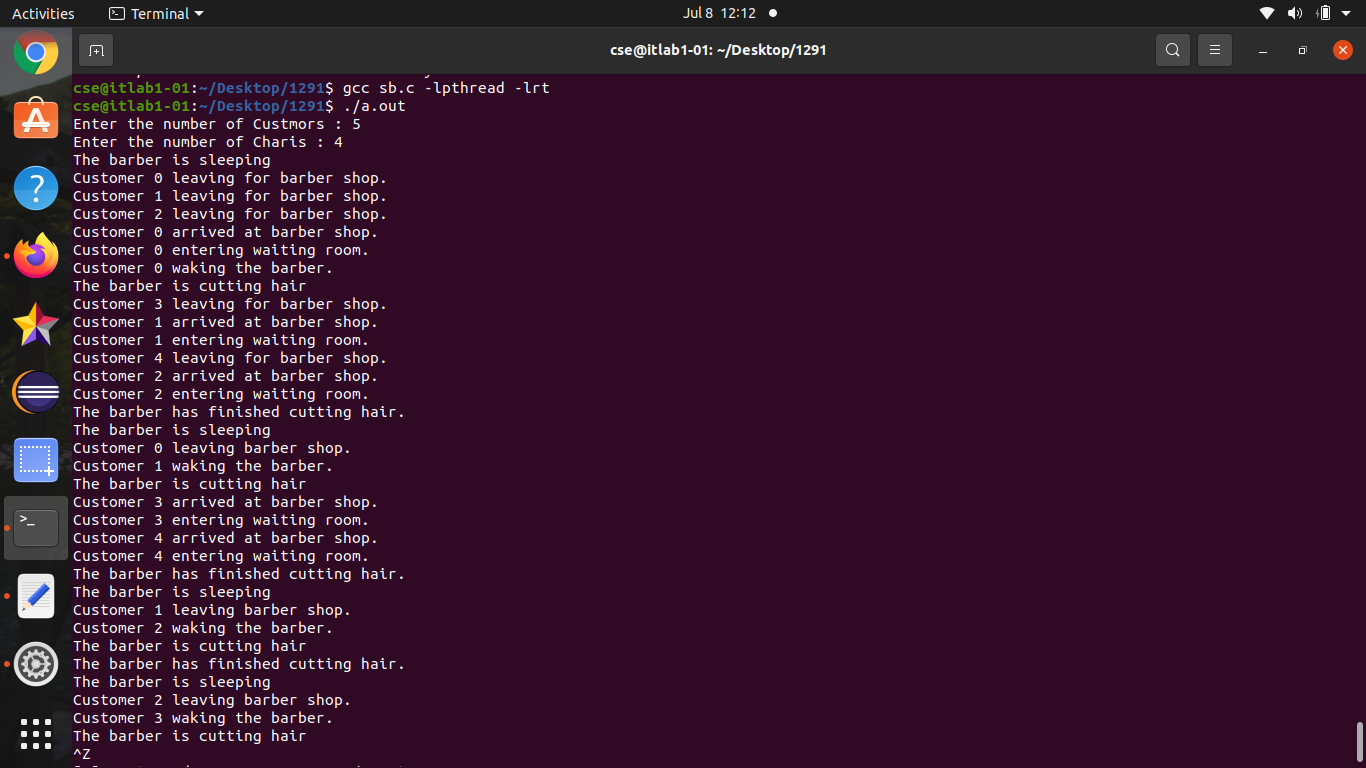 Activities
Terminal
Jul 8 12:12
cse@itlab1-01: ~/Desktop/1291
cse@itlab1-01:~/Desktop/1291$ gcc sb.c -lpthread -lrt
cse@itlab1-01:~/Desktop/1291$ ./a.out
Enter the number of Custmors : 5
Enter the number of Charis : 4
The barber is sleeping
Customer 0 leaving for barber shop.
Customer 1 leaving for barber shop.
Customer 2 leaving for barber shop.
Customer 0 arrived at barber shop.
Customer 0 entering waiting room.
Customer 0 waking the barber.
The barber is cutting hair
Customer 3 leaving for barber shop.
Customer 1 arrived at barber shop.
Customer 1 entering waiting room.
Customer 4 leaving for barber shop.
Customer 2 arrived at barber shop.
Customer 2 entering waiting room.
The barber has finished cutting hair.
The barber is sleeping
Customer 0 leaving barber shop.
Customer 1 waking the barber.
The barber is cutting hair
Customer 3 arrived at barber shop.
Customer 3 entering waiting room.
Customer 4 arrived at barber shop.
Customer 4 entering waiting room.
The barber has finished cutting hair.
The barber is sleeping
Customer 1 leaving barber shop.
Customer 2 waking the barber.
The barber is cutting hair
The barber has finished cutting hair.
The barber is sleeping
Customer 2 leaving barber shop.
Customer 3 waking the barber.
The barber is cutting hair
^Z